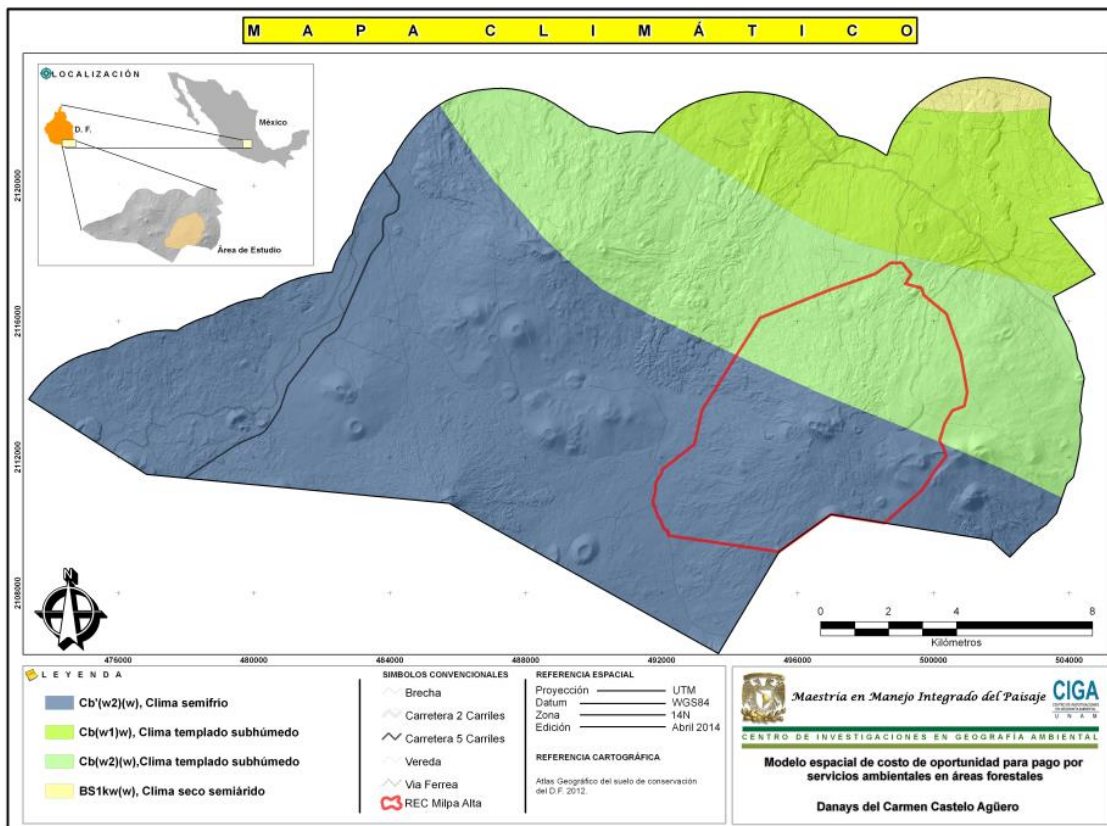 MAPA CLIMÁTICO
LOCALIZACIÓN
México
D. F.
Área de Estudio
2120000
2116000
2112000
2108000
N
0 2 4 8
Kilómetros
476000 480000 484000 488000 492000 496000 500000 504000
LEYENDA
Cb'(w2)(w), Clima semifrio
Cb(w1)w), Clima templado subhúmedo
Cb(w2)(w),Clima templado subhúmedo
BS1kw(w), Clima seco semiárido
SIMBOLOS CONVENCIONALES
Brecha
Carretera 2 Carriles
Carretera 5 Carriles
Vereda
Via Ferrea
REC Milpa Alta
REFERENCIA ESPACIAL
Proyección UTM
Datum WGS84
Zona 14N
Edición Abril 2014
REFERENCIA CARTOGRÁFICA
Atlas Geográfico del suelo de conservación
del D.F. 2012.
Maestría en Manejo Integrado del Paisaje
CIGA
UNAM
CENTRO DE INVESTIGACIONES EN GEOGRAFÍA AMBIENTAL
Modelo espacial de costo de oportunidad para pago por
servicios ambientales en áreas forestales
Danays del Carmen Castelo Agüero